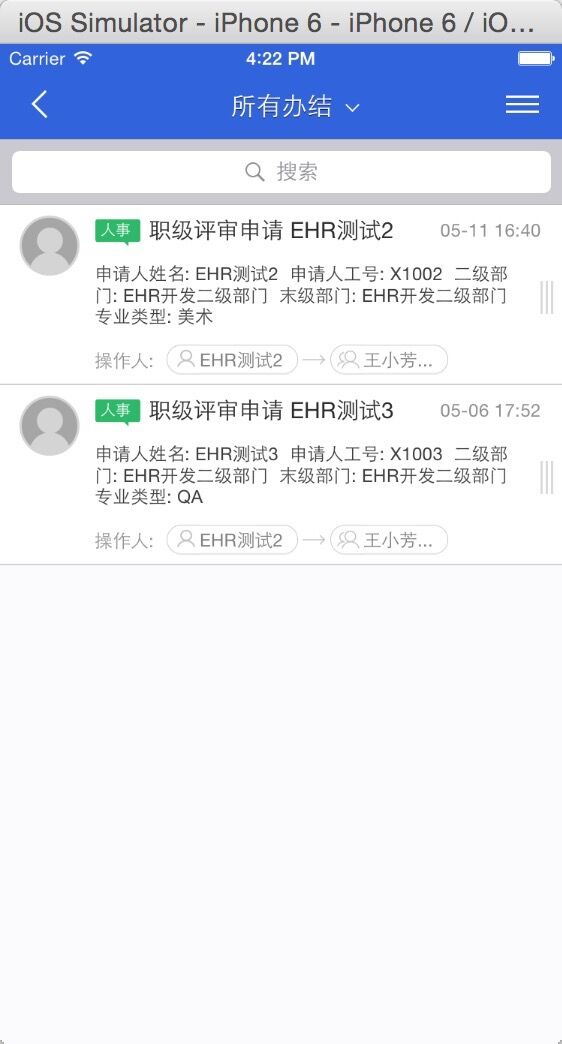 iOS Simulator - iPhone 6 - iPhone 6 / iO...
Carrier 4:22 PM
所有办结
搜索
人事 职级评审申请 EHR测试2 05-11 16:40
申请人姓名: EHR测试2 申请人工号: X1002 二级部
门: EHR开发二级部门 末级部门: EHR开发二级部门
专业类型: 美术
操作人: EHR测试2 王小芳...
人事 职级评审申请 EHR测试3 05-06 17:52
申请人姓名: EHR测试3 申请人工号: X1003 二级部
门: EHR开发二级部门 末级部门: EHR开发二级部门
专业类型: QA
操作人: EHR测试2 王小芳...